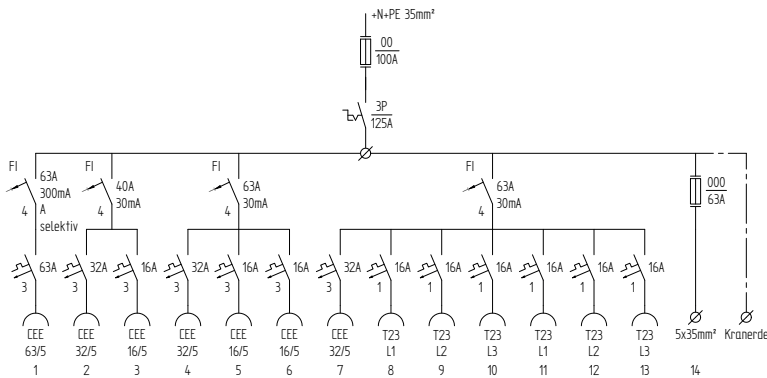 +N+PE 35mm²
00
100A
3P
125A
FI
63A
300mA
A
selektiv
4
FI
40A
30mA
4
FI
63A
30mA
4
FI
63A
30mA
4
000
63A
63A
3
32A
3
16A
3
32A
3
16A
3
16A
3
32A
3
16A
1
16A
1
16A
1
16A
1
16A
1
16A
1
CEE CEE CEE CEE CEE CEE CEE T23 T23 T23 T23 T23 T23 5x35mm² Kranerde
63/5 32/5 16/5 32/5 16/5 16/5 32/5 L1 L2 L3 L1 L2 L3
1 2 3 4 5 6 7 8 9 10 11 12 13 14